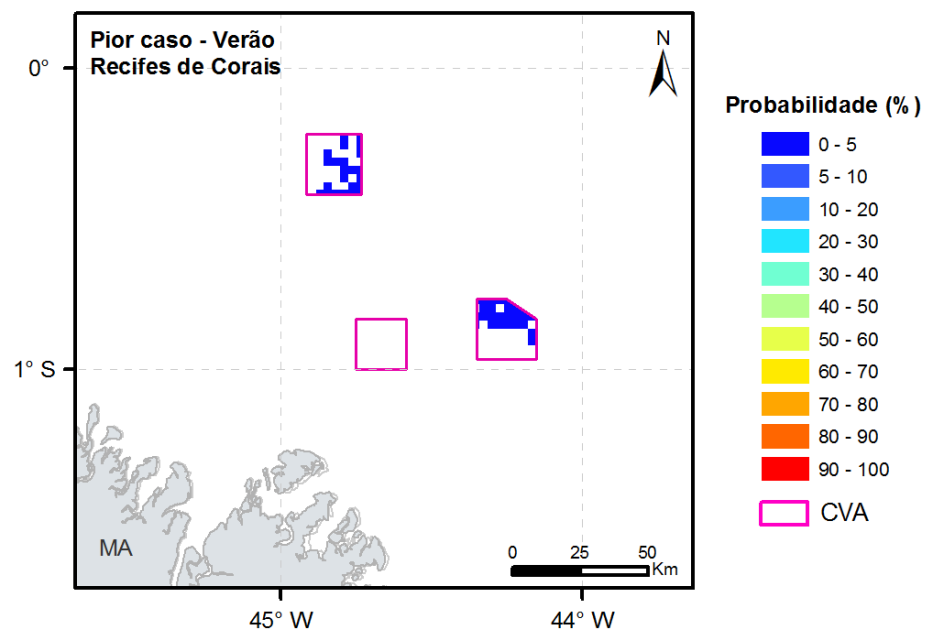 Pior caso - Verão
Recifes de Corais
N
0°
1° S
45° W
44° W
MA
0 25 50
Km
Probabilidade (%)
0 - 5
5 - 10
10 - 20
20 - 30
30 - 40
40 - 50
50 - 60
60 - 70
70 - 80
80 - 90
90 - 100
CVA